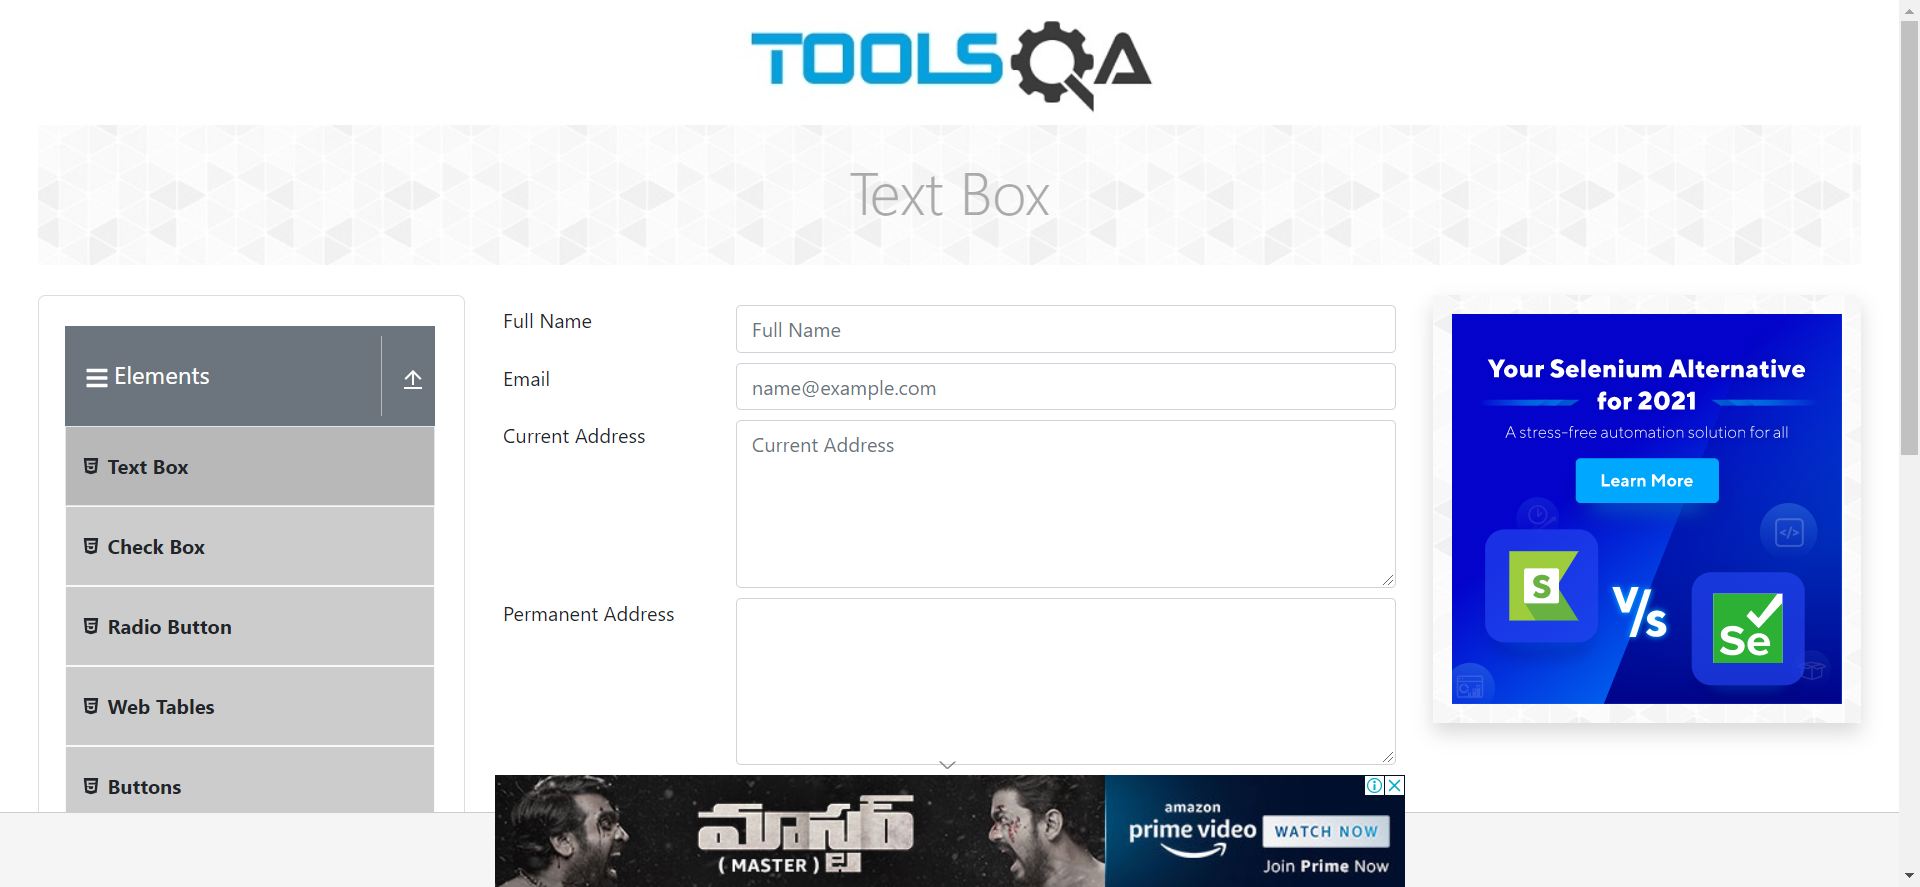 TOOLSQA
Text Box
Elements
Text Box
Check Box
Radio Button
Web Tables
Buttons
Full Name
Full Name
Email
name@example.com
Current Address
Current Address
Permanent Address
Your Selenium Alternative
for 2021
A stress-free automation solution for all
Learn More
S
V/s
Se
మాస్టర్
( MASTER )
amazon
prime video
WATCH NOW
Join Prime Now